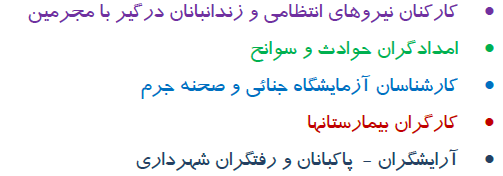 • کارکنان نیروهای انتظامی و زندانبانان درگیر با مجرمین
• امدادگران حوادث و سوانح
• کارشناسان آزمایشگاه جنائی و صحنه جرم
• کارگران بیمارستانها
• آرایشگران - پاکبانان و رفتگران شهرداری